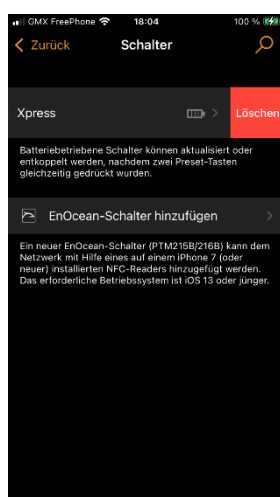 GMX FreePhone 18:04 100 %
Zurück Schalter
Xpress Löschen
Batteriebetriebene Schalter können aktualisiert oder
entkoppelt werden, nachdem zwei Preset-Tasten
gleichzeitig gedrückt wurden.
EnOcean-Schalter hinzufügen
Ein neuer EnOcean-Schalter (PTM215B/216B) kann dem
Netzwerk mit Hilfe eines auf einem iPhone 7 (oder
neuer) installierten NFC-Readers hinzugefügt werden.
Das erforderliche Betriebssystem ist iOS 13 oder jünger.